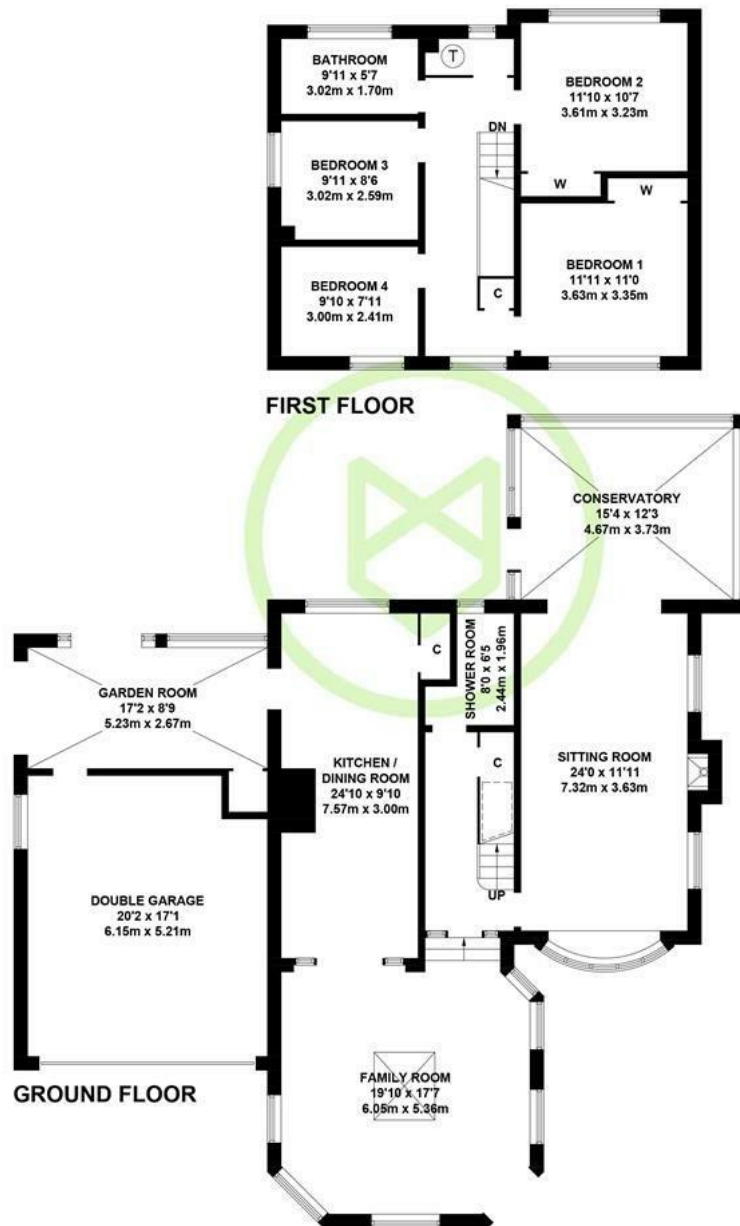 BATHROOM
9'11 x 5'7
3.02m x 1.70m
T
BEDROOM 2
11'10 x 10'7
3.61m x 3.23m
DN
BEDROOM 3
9'11 x 8'6
3.02m x 2.59m
W
W
BEDROOM 4
9'10 x 7'11
3.00m x 2.41m
C
BEDROOM 1
11'11 x 11'0
3.63m x 3.35m
FIRST FLOOR
CONSERVATORY
15'4 x 12'3
4.67m x 3.73m
GARDEN ROOM
17'2 x 8'9
5.23m x 2.67m
C
SHOWER ROOM
8'0 x 6'5
2.44m x 1.96m
KITCHEN /
DINING ROOM
24'10 x 9'10
7.57m x 3.00m
C
SITTING ROOM
24'0 x 11'11
7.32m x 3.63m
DOUBLE GARAGE
20'2 x 17'1
6.15m x 5.21m
UP
GROUND FLOOR
FAMILY ROOM
19'10 x 17'7
6.05m x 5.36m